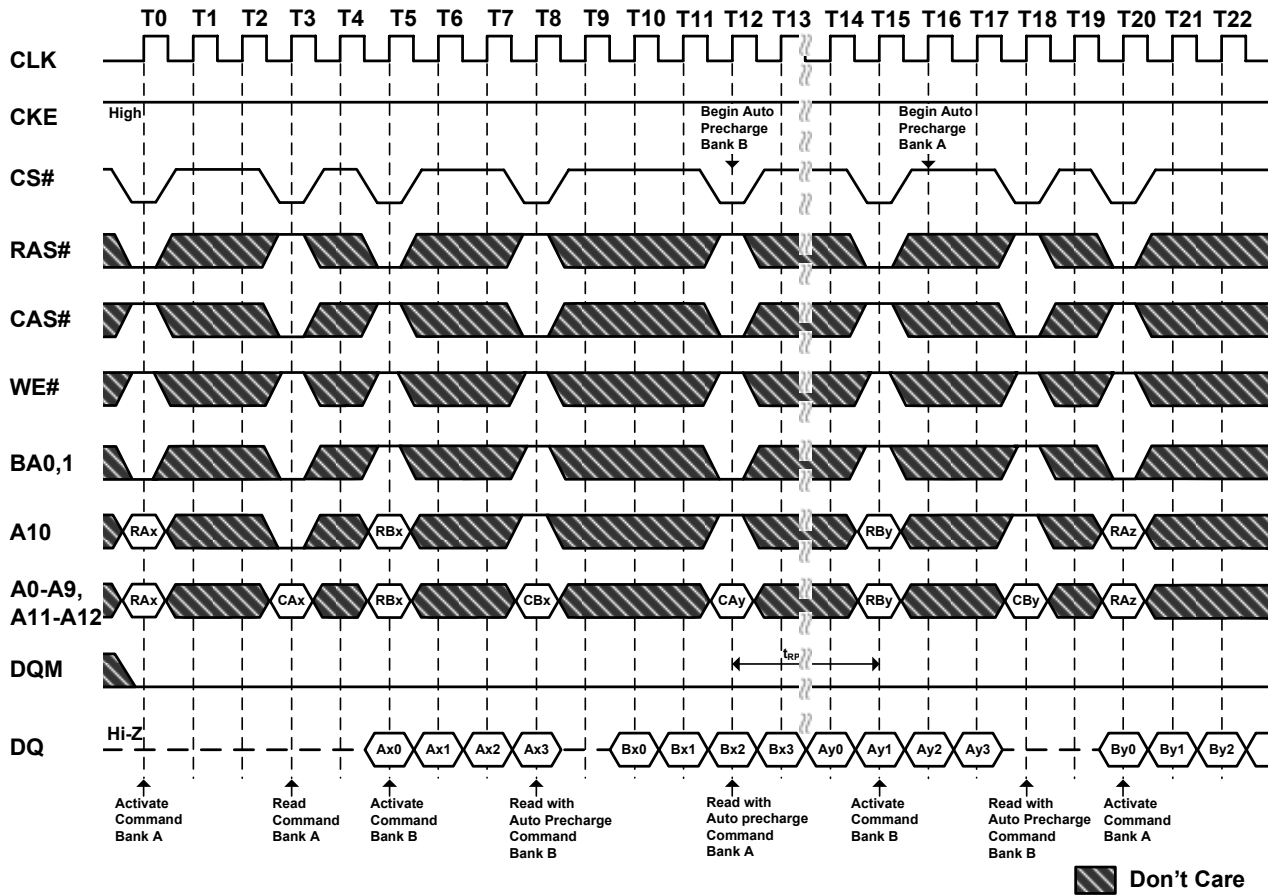 T0 T1 T2 T3 T4 T5 T6 T7 T8 T9 T10 T11 T12 T13 T14 T15 T16 T17 T18 T19 T20 T21 T22
CLK
CKE
High
Begin Auto
Precharge
Bank B
Begin Auto
Precharge
Bank A
CS#
RAS#
CAS#
WE#
BA0,1
A10
RAx RBx RBy RAz
A0-A9,
A11-A12
RAx CAx RBx CBx CAy RBy CBy RAz
DQM
tRP
DQ
Hi-Z
Ax0 Ax1 Ax2 Ax3 Bx0 Bx1 Bx2 Bx3 Ay0 Ay1 Ay2 Ay3 By0 By1 By2
Activate
Command
Bank A
Read
Command
Bank A
Activate
Command
Bank B
Read with
Auto Precharge
Command
Bank B
Read with
Auto precharge
Command
Bank A
Activate
Command
Bank B
Read with
Auto Precharge
Command
Bank B
Activate
Command
Bank A
Don't Care